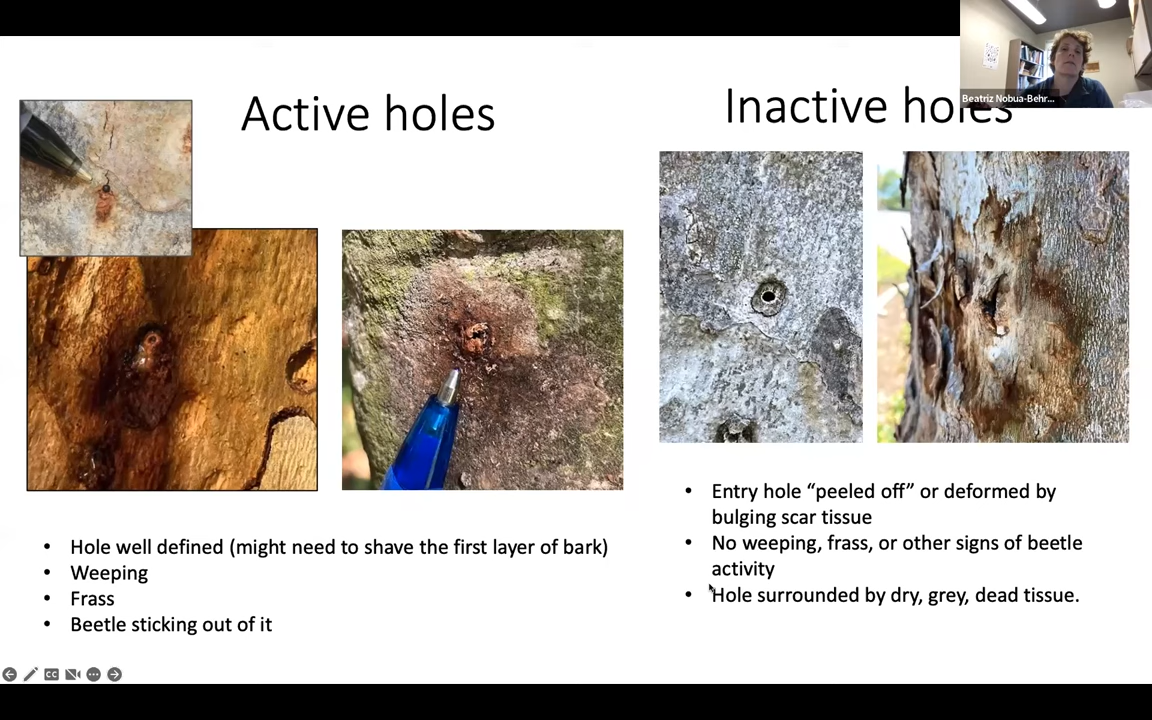 Active holes
Inactive holes
Beatriz Nobua-Behr...
• Hole well defined (might need to shave the first layer of bark)
• Weeping
• Frass
• Beetle sticking out of it
• Entry hole “peeled off” or deformed by
bulging scar tissue
• No weeping, frass, or other signs of beetle
activity
• Hole surrounded by dry, grey, dead tissue.
CC